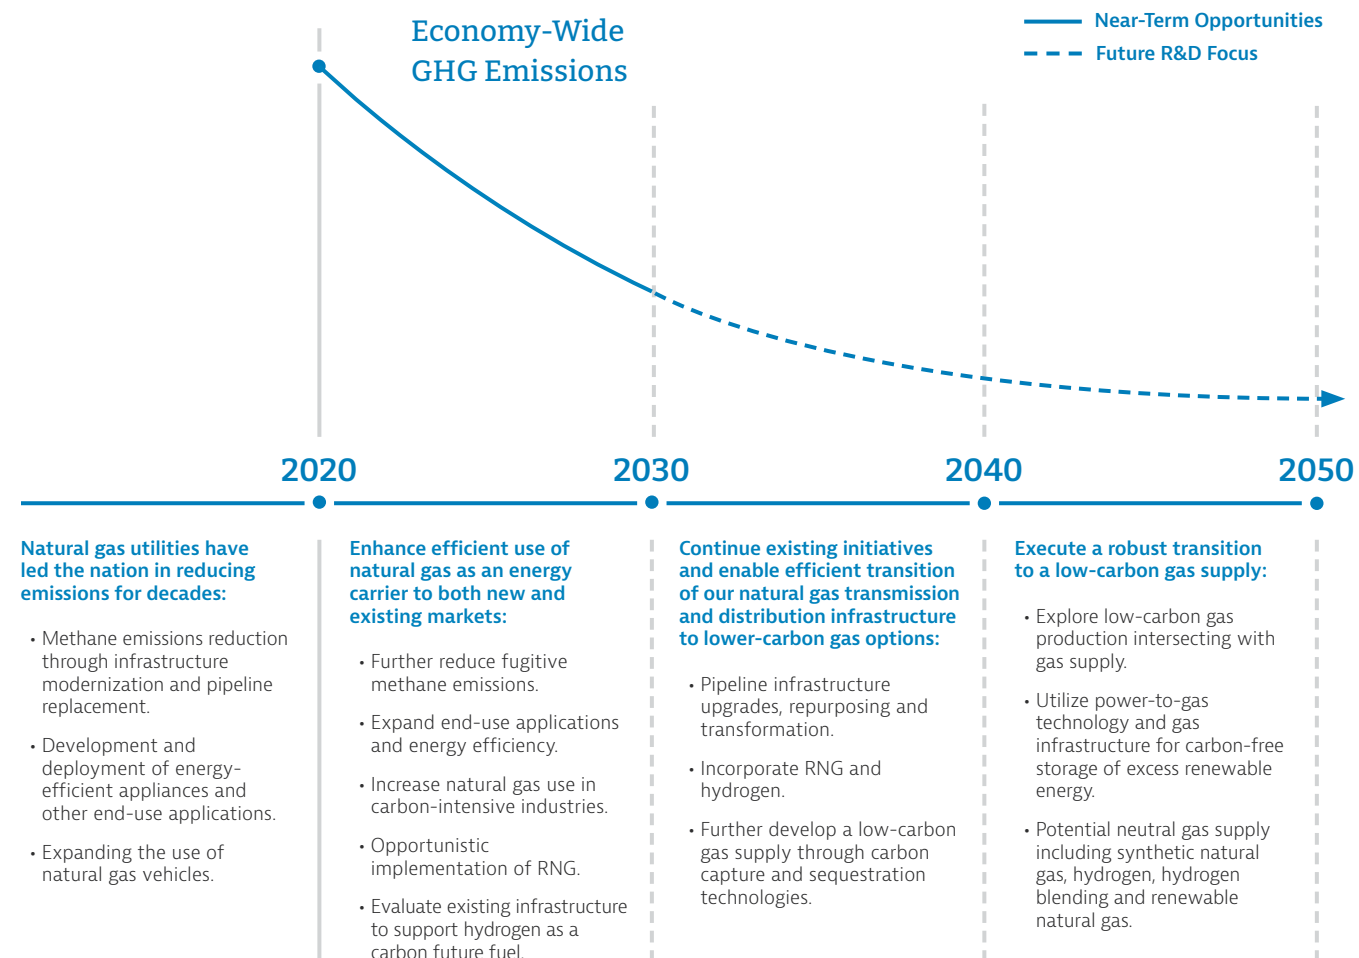 Economy-Wide
GHG Emissions
Near-Term Opportunities
Future R&D Focus
2020
2030
2040
2050
Natural gas utilities have
led the nation in reducing
emissions for decades:
• Methane emissions reduction
through infrastructure
modernization and pipeline
replacement.
• Development and
deployment of energy-
efficient appliances and
other end-use applications.
• Expanding the use of
natural gas vehicles.
Enhance efficient use of
natural gas as an energy
carrier to both new and
existing markets:
• Further reduce fugitive
methane emissions.
• Expand end-use applications
and energy efficiency.
• Increase natural gas use in
carbon-intensive industries.
• Opportunistic
implementation of RNG.
• Evaluate existing infrastructure
to support hydrogen as a
carbon future fuel.
Continue existing initiatives
and enable efficient transition
of our natural gas transmission
and distribution infrastructure
to lower-carbon gas options:
• Pipeline infrastructure
upgrades, repurposing and
transformation.
• Incorporate RNG and
hydrogen.
• Further develop a low-carbon
gas supply through carbon
capture and sequestration
technologies.
Execute a robust transition
to a low-carbon gas supply:
• Explore low-carbon gas
production intersecting with
gas supply.
• Utilize power-to-gas
technology and gas
infrastructure for carbon-free
storage of excess renewable
energy.
• Potential neutral gas supply
including synthetic natural
gas, hydrogen, hydrogen
blending and renewable
natural gas.